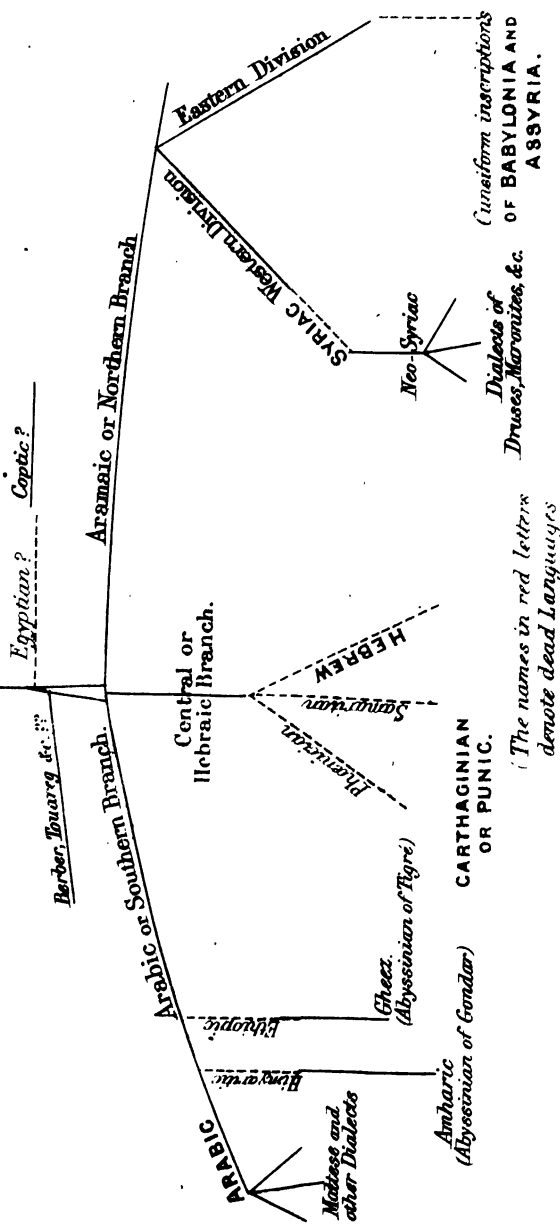 Egyptian?
Coptic?
Berber, Touareg &c.???
Aramaic or Northern Branch
Eastern Division
Western Division
SYRIAC
Neo-Syriac
Dialects of
Druses, Maronites, &c.
Cuneiform inscriptions
OF BABYLONIA AND
ASSYRIA.
Central or
Hebraic Branch.
HEBREW
Samaritan
Phœnician
CARTHAGINIAN
OR PUNIC.
(The names in red letters
denote dead Languages
Arabic or Southern Branch.
Ethiopic
Gheez.
(Abyssinian of Tigré)
Himyaritic
Amharic
(Abyssinian of Gondar)
ARABIC
Maltese and
other Dialects